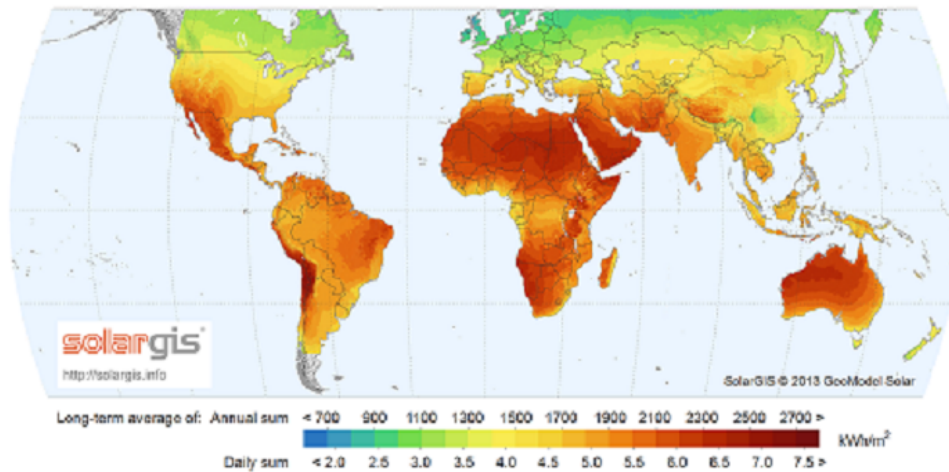 solargis
http://solargis.info
SolarGIS © 2013 GeoModel Solar
Long-term average of: Annual sum < 700 900 1100 1300 1500 1700 1900 2100 2300 2500 2700 >
kWh/m²
Daily sum < 2.0 2.5 3.0 3.5 4.0 4.5 5.0 5.5 6.0 6.5 7.0 7.5 >